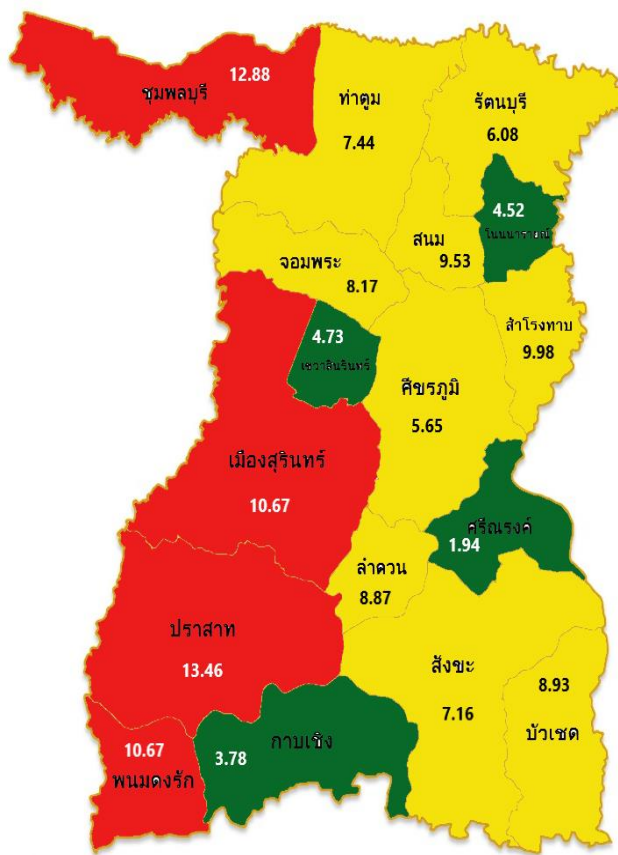 ชุมพลบุรี
12.88
ท่าตูม
7.44
รัตนบุรี
6.08
4.52
โนนนารายณ์
สนม
9.53
จอมพระ
8.17
สำโรงทาบ
9.98
4.73
เขวาสินรินทร์
ศีขรภูมิ
5.65
เมืองสุรินทร์
10.67
ศรีณรงค์
1.94
ลำดวน
8.87
ปราสาท
13.46
สังขะ
7.16
8.93
บัวเชด
10.67
พนมดงรัก
3.78
กาบเชิง